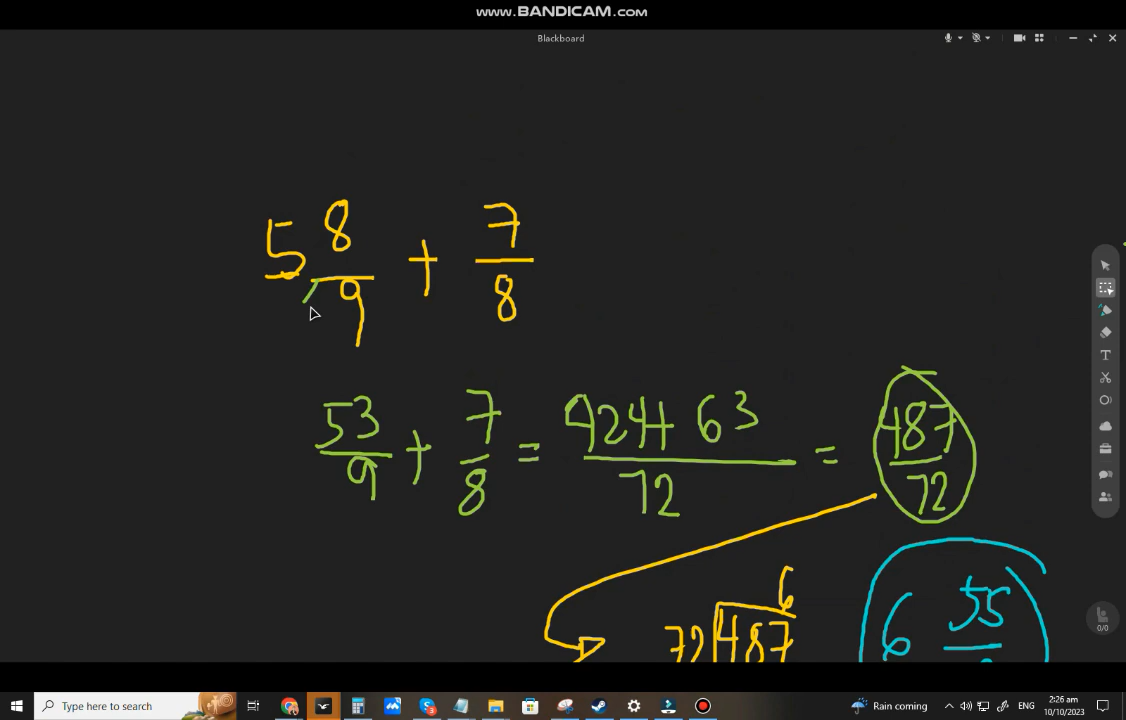 WWW.BANDICAM.COM
Blackboard
5 8/9 + 7/8
53/9 + 7/8 = 424+63/72 = 487/72
6
72 487
6 55
0/0
Type here to search
Rain coming
ENG
2:26 am
10/10/2023